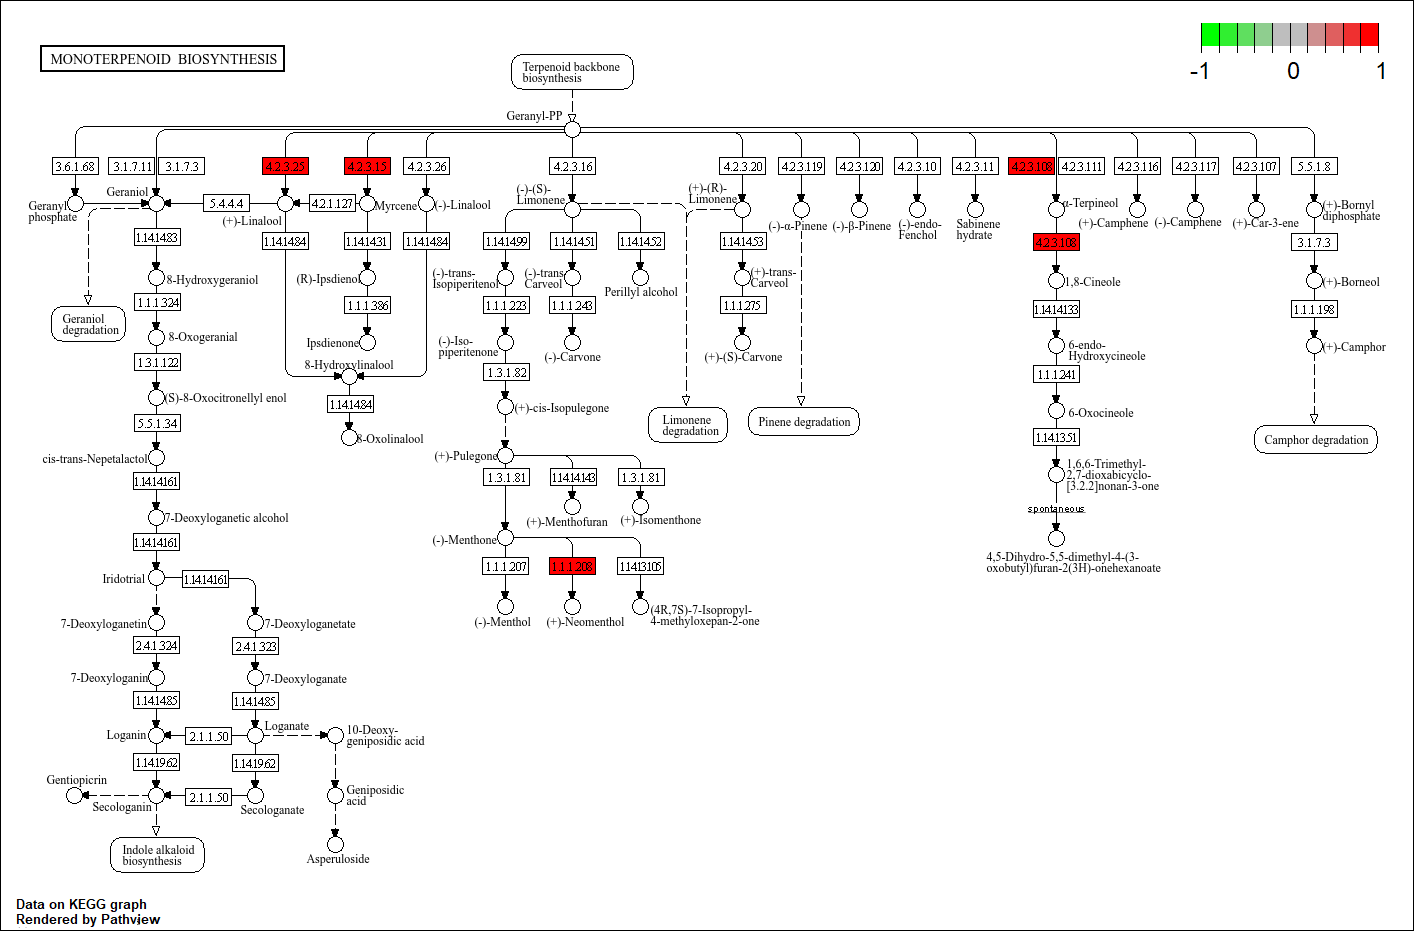 MONOTERPENOID BIOSYNTHESIS
-1 0 1
Terpenoid backbone
biosynthesis
Geranyl-PP
3.6.1.68
3.1.7.11
3.1.7.3
4.2.3.25
4.2.3.15
4.2.3.26
4.2.3.16
4.2.3.20
4.2.3.119
4.2.3.120
4.2.3.10
4.2.3.11
4.2.3.108
4.2.3.111
4.2.3.116
4.2.3.117
4.2.3.107
5.5.1.8
Geranyl
phosphate
Geraniol
5.4.4.4
(+)-Linalool
4.2.1.127
Myrcene
(-)-Linalool
(-)-(S)-
Limonene
(+)-(R)-
Limonene
(-)-α-Pinene
(-)-β-Pinene
(-)-endo-
Fenchol
Sabinene
hydrate
α-Terpineol
(+)-Camphene
(-)-Camphene
(+)-Car-3-ene
(+)-Bornyl
diphosphate
1.14.14.83
1.14.14.84
1.14.14.31
1.14.14.84
1.14.14.99
1.14.14.51
1.14.14.52
1.14.14.53
4.2.3.108
3.1.7.3
8-Hydroxygeraniol
(R)-Ipsdienol
(-)-trans-
Isopiperitenol
(-)-trans-
Carveol
Perillyl alcohol
(+)-trans-
Carveol
1,8-Cineole
(+)-Borneol
1.1.1.324
1.1.1.386
1.1.1.223
1.1.1.243
1.1.1.275
1.14.14.133
1.1.1.198
Geraniol
degradation
8-Oxogeranial
Ipsdienone
(-)-Iso-
piperitenone
(-)-Carvone
(+)-(S)-Carvone
6-endo-
Hydroxycineole
(+)-Camphor
1.3.1.122
8-Hydroxylinalool
1.3.1.82
1.1.1.241
(S)-8-Oxocitronellyl enol
1.14.14.84
(+)-cis-Isopulegone
6-Oxocineole
5.5.1.34
8-Oxolinalool
Limonene
degradation
Pinene degradation
1.14.13.51
Camphor degradation
cis-trans-Nepetalactol
(+)-Pulegone
1,6,6-Trimethyl-
2,7-dioxabicyclo-
[3.2.2]nonan-3-one
1.14.14.161
1.3.1.81
1.14.14.143
1.3.1.81
7-Deoxyloganetic alcohol
(+)-Menthofuran
(+)-Isomenthone
spontaneous
1.14.14.161
(-)-Menthone
4,5-Dihydro-5,5-dimethyl-4-(3-
oxobutyl)furan-2(3H)-onehexanoate
Iridotrial
1.14.14.161
1.1.1.207
1.1.1.208
1.14.13.105
7-Deoxyloganetin
7-Deoxyloganetate
(-)-Menthol
(+)-Neomenthol
(4R,7S)-7-Isopropyl-
4-methyloxepan-2-one
2.4.1.324
2.4.1.323
7-Deoxyloganin
7-Deoxyloganate
1.14.14.85
1.14.14.85
Loganin
2.1.1.50
Loganate
10-Deoxy-
geniposidic acid
1.14.19.62
1.14.19.62
Gentiopicrin
Secologanin
2.1.1.50
Secologanate
Geniposidic
acid
Indole alkaloid
biosynthesis
Asperuloside
Data on KEGG graph
Rendered by Pathview